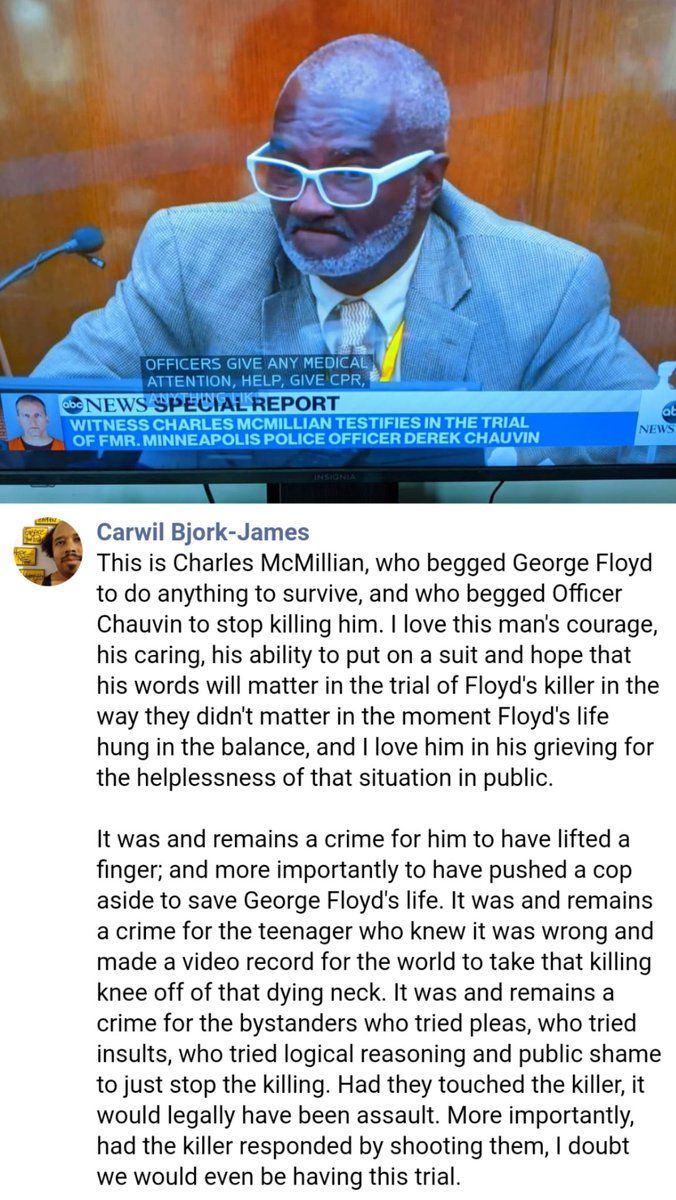 OFFICERS GIVE ANY MEDICAL
ATTENTION, HELP, GIVE CPR,
abc NEWS SPECIAL REPORT
WITNESS CHARLES MCMILLIAN TESTIFIES IN THE TRIAL
OF FMR. MINNEAPOLIS POLICE OFFICER DEREK CHAUVIN
NEWS
INSIGNIA
Carwil Bjork-James
This is Charles McMillian, who begged George Floyd
to do anything to survive, and who begged Officer
Chauvin to stop killing him. I love this man's courage,
his caring, his ability to put on a suit and hope that
his words will matter in the trial of Floyd's killer in the
way they didn't matter in the moment Floyd's life
hung in the balance, and I love him in his grieving for
the helplessness of that situation in public.
It was and remains a crime for him to have lifted a
finger; and more importantly to have pushed a cop
aside to save George Floyd's life. It was and remains
a crime for the teenager who knew it was wrong and
made a video record for the world to take that killing
knee off of that dying neck. It was and remains a
crime for the bystanders who tried pleas, who tried
insults, who tried logical reasoning and public shame
to just stop the killing. Had they touched the killer, it
would legally have been assault. More importantly,
had the killer responded by shooting them, I doubt
we would even be having this trial.